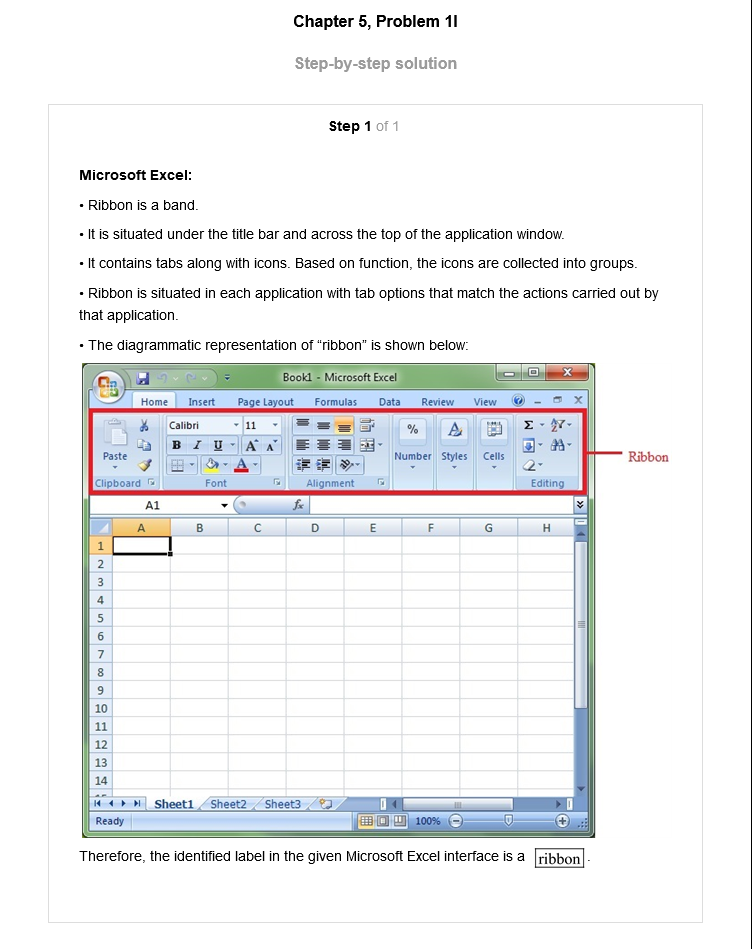 Chapter 5, Problem 1I
Step-by-step solution
Step 1 of 1
Microsoft Excel:
• Ribbon is a band.
• It is situated under the title bar and across the top of the application window.
• It contains tabs along with icons. Based on function, the icons are collected into groups.
• Ribbon is situated in each application with tab options that match the actions carried out by
that application.
• The diagrammatic representation of “ribbon” is shown below:
Book1 - Microsoft Excel
Home Insert Page Layout Formulas Data Review View
Calibri 11 % Σ
B I U A A
Paste Number Styles Cells
A
Clipboard Font Alignment Editing
Ribbon
A1 fx
A B C D E F G H
1
2
3
4
5
6
7
8
9
10
11
12
13
14
Sheet1 Sheet2 Sheet3
Ready 100%
Therefore, the identified label in the given Microsoft Excel interface is a ribbon .